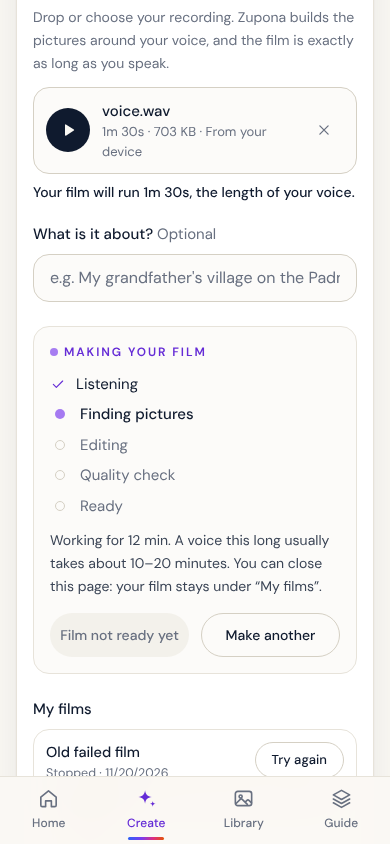 Drop or choose your recording. Zupona builds the
pictures around your voice, and the film is exactly
as long as you speak.
voice.wav
1m 30s · 703 KB · From your
device
Your film will run 1m 30s, the length of your voice.
What is it about? Optional
e.g. My grandfather's village on the Padr
MAKING YOUR FILM
Listening
Finding pictures
Editing
Quality check
Ready
Working for 12 min. A voice this long usually
takes about 10–20 minutes. You can close
this page: your film stays under “My films”.
Film not ready yet
Make another
My films
Old failed film
Try again
Stopped · 11/20/2026
Home
Create
Library
Guide